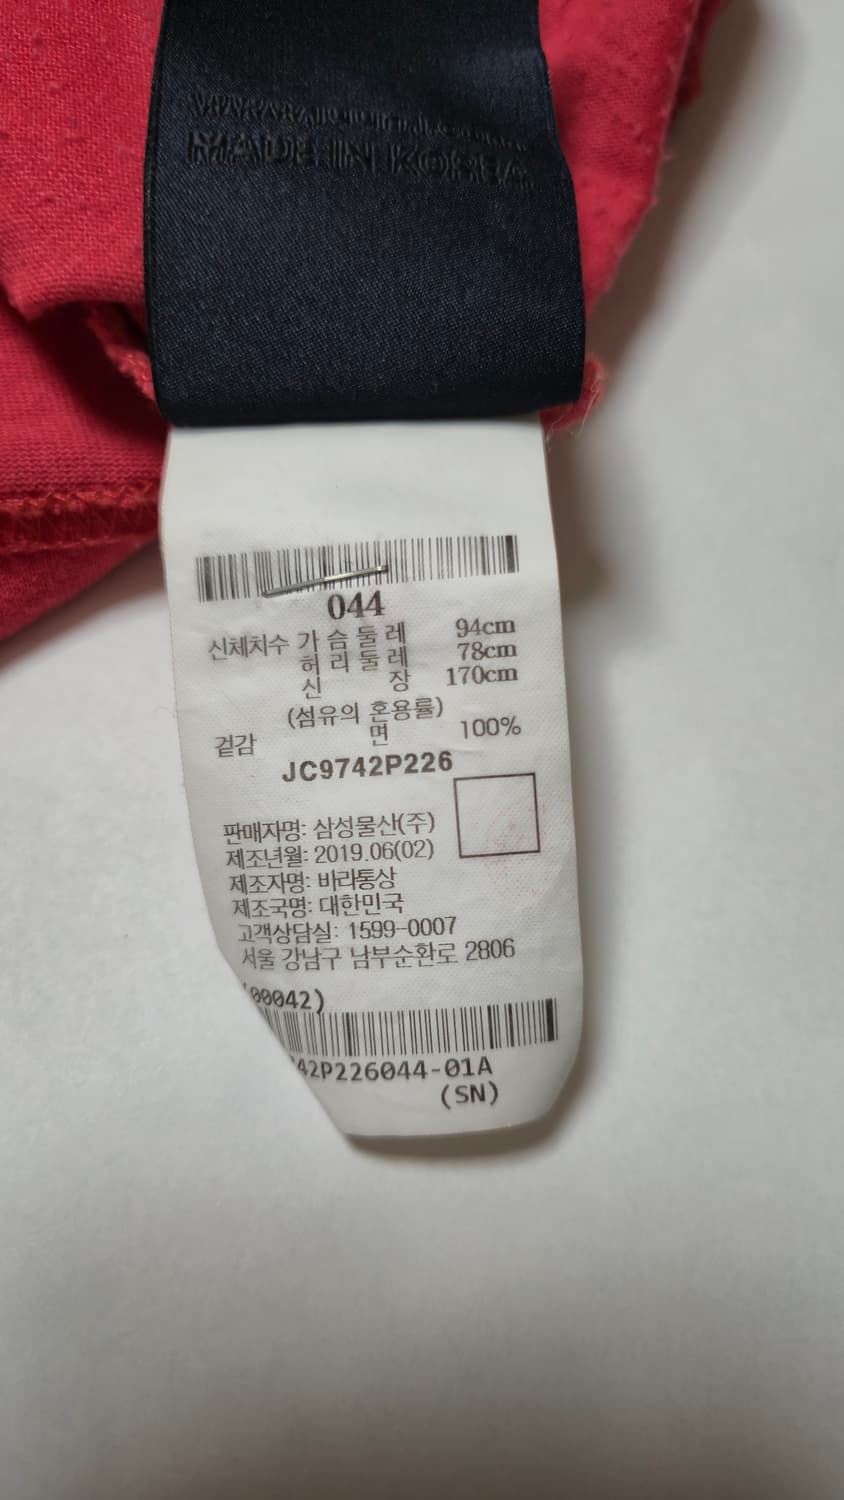 MADE IN KOREA
044
신체치수 가슴둘레 94cm
허리둘레 78cm
신 장 170cm
(섬유의 혼용률)
겉감 면 100%
JC9742P226
판매자명: 삼성물산(주)
제조년월: 2019.06(02)
제조자명: 바라통상
제조국명: 대한민국
고객상담실: 1599-0007
서울 강남구 남부순환로 2806
00042)
42P226044-01A
(SN)